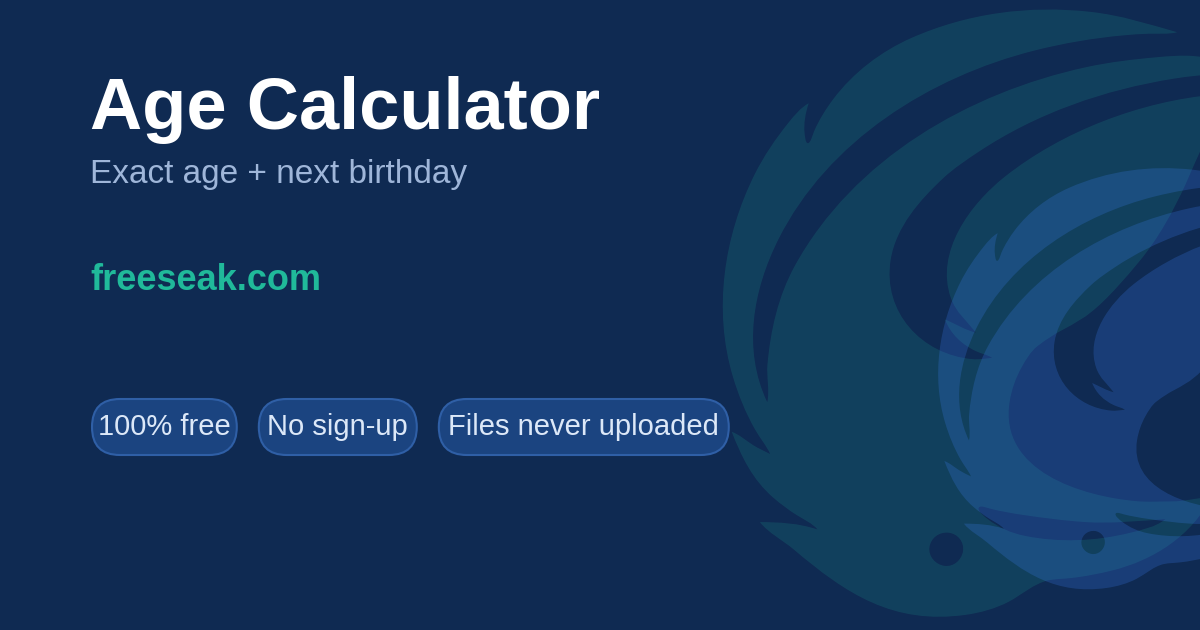 Age Calculator
Exact age + next birthday
freeseak.com
100% free No sign-up Files never uploaded